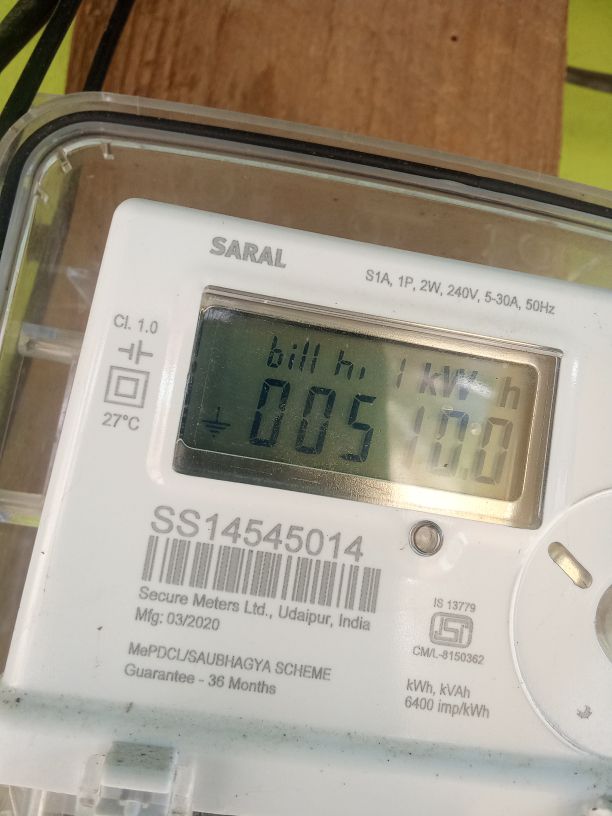 SARAL
S1A, 1P, 2W, 240V, 5-30A, 50Hz
Cl. 1.0
27°C
bill hi 1 kWh
00510.0
SS14545014
Secure Meters Ltd., Udaipur, India
Mfg: 03/2020
MePDCL/SAUBHAGYA SCHEME
Guarantee - 36 Months
IS 13779
ISI
CM/L-8150362
kWh, kVAh
6400 imp/kWh